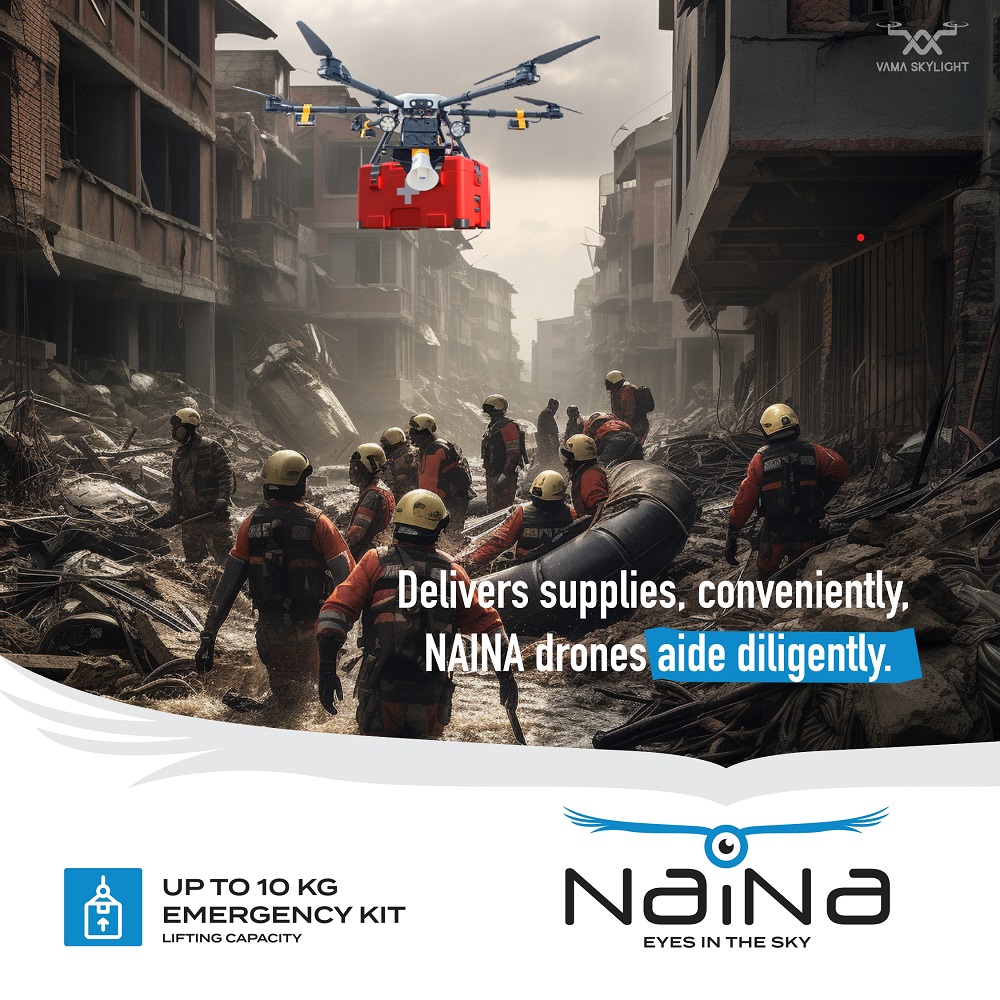 VAMA SKYLIGHT
Delivers supplies, conveniently,
NAINA drones aide diligently.
UP TO 10 KG
EMERGENCY KIT
LIFTING CAPACITY
NaiNa
EYES IN THE SKY